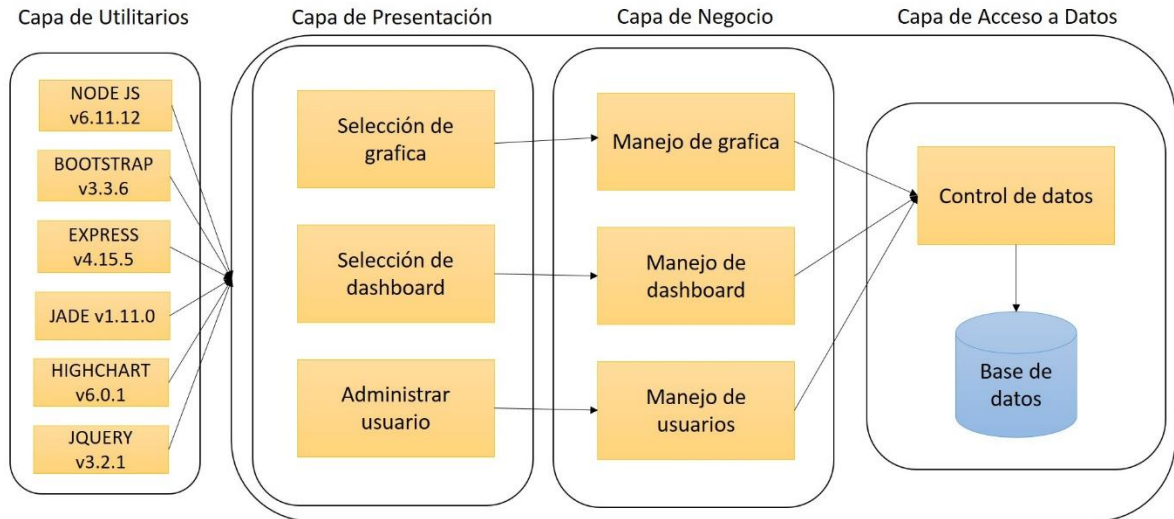 Capa de Utilitarios
Capa de Presentación
Capa de Negocio
Capa de Acceso a Datos
NODE JS
v6.11.12
BOOTSTRAP
v3.3.6
EXPRESS
v4.15.5
JADE v1.11.0
HIGHCHART
v6.0.1
JQUERY
v3.2.1
Selección de
grafica
Selección de
dashboard
Administrar
usuario
Manejo de grafica
Manejo de
dashboard
Manejo de
usuarios
Control de datos
Base de
datos